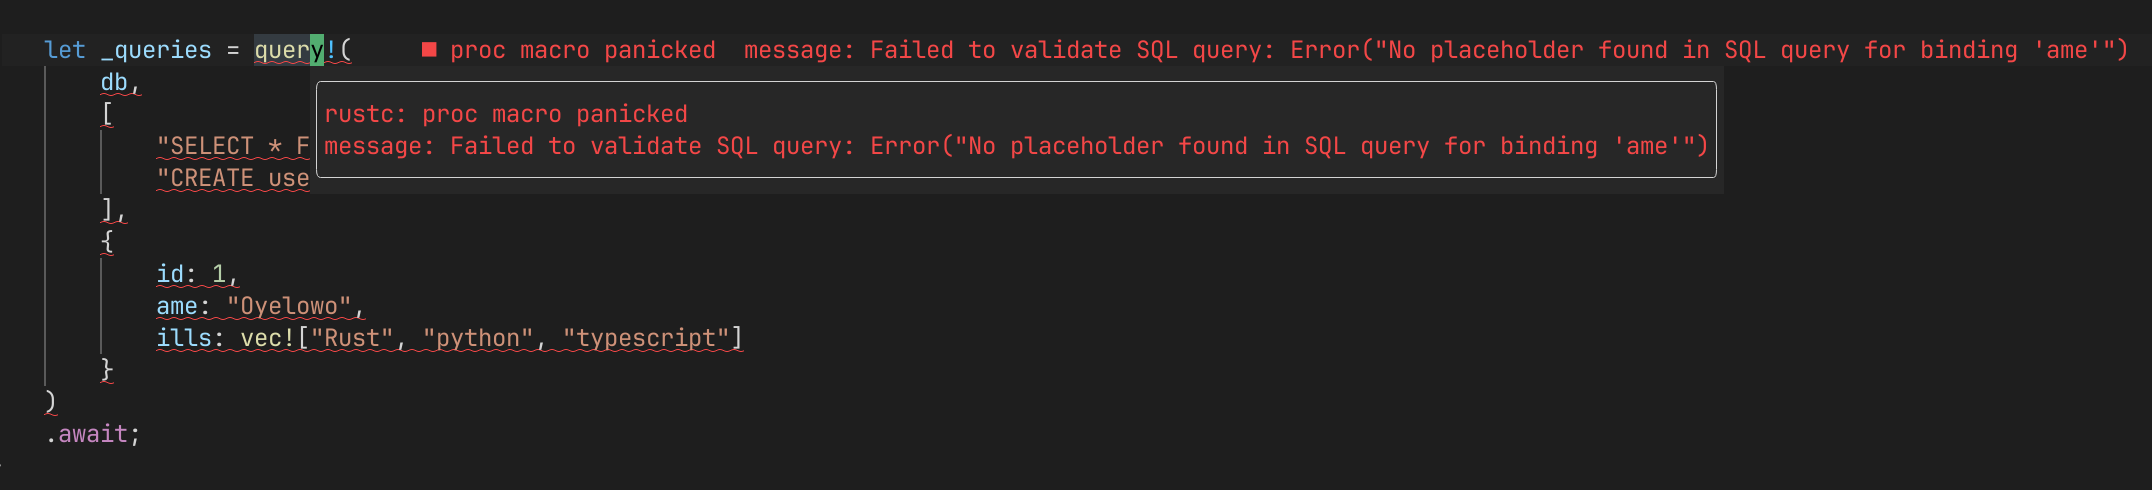 let _queries = query!( ■ proc macro panicked message: Failed to validate SQL query: Error("No placeholder found in SQL query for binding 'ame'")
db,
[
rustc: proc macro panicked
"SELECT * F
message: Failed to validate SQL query: Error("No placeholder found in SQL query for binding 'ame'")
"CREATE use
],
{
id: 1,
ame: "Oyelowo",
ills: vec!["Rust", "python", "typescript"]
}
)
.await;